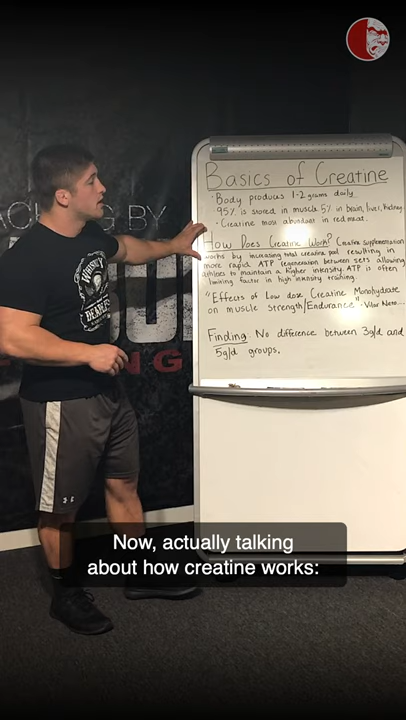 Basics of Creatine
· Body produces 1-2 grams daily.
95% is stored in muscle 5% in brain, liver, kidney
· Creatine most abundant in red meat.
How Does Creatine Work? Creatine supplementation
works by increasing total creatine pool resulting in
more rapid ATP regeneration between sets allowing
athletes to maintain a higher intensity. ATP is often
limiting factor in high intensity training.
"Effects of Low dose Creatine Monohydrate
on muscle strength/Endurance" - Vitor Neto...
Finding: No difference between 3g/d and
5g/d groups.
BY
Now, actually talking
about how creatine works: